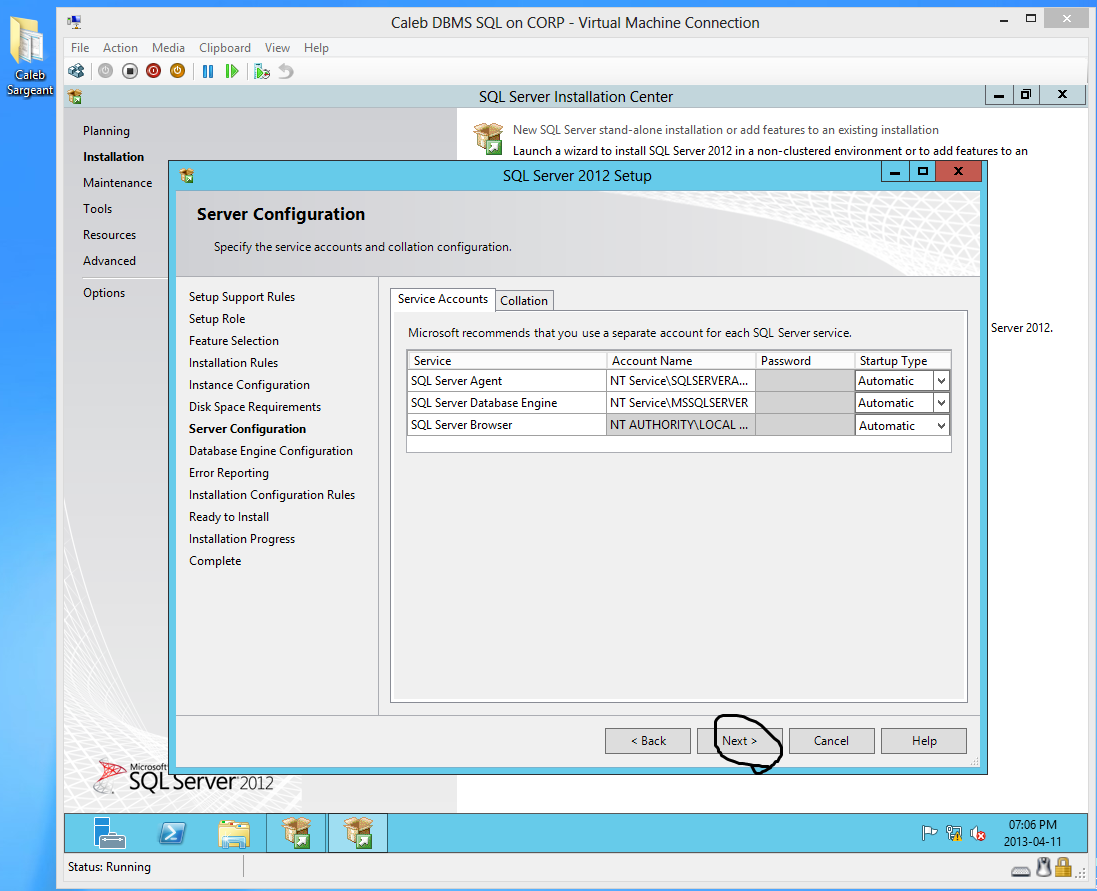 Caleb DBMS SQL on CORP - Virtual Machine Connection
Caleb
Sargeant
File Action Media Clipboard View Help
SQL Server Installation Center
Planning
Installation
Maintenance
Tools
Resources
Advanced
Options
New SQL Server stand-alone installation or add features to an existing installation
Launch a wizard to install SQL Server 2012 in a non-clustered environment or to add features to an
Server 2012.
SQL Server 2012 Setup
Server Configuration
Specify the service accounts and collation configuration.
Setup Support Rules
Setup Role
Feature Selection
Installation Rules
Instance Configuration
Disk Space Requirements
Server Configuration
Database Engine Configuration
Error Reporting
Installation Configuration Rules
Ready to Install
Installation Progress
Complete
Service Accounts Collation
Microsoft recommends that you use a separate account for each SQL Server service.
Service Account Name Password Startup Type
SQL Server Agent NT Service\SQLSERVERA... Automatic
SQL Server Database Engine NT Service\MSSQLSERVER Automatic
SQL Server Browser NT AUTHORITY\LOCAL ... Automatic
< Back Next > Cancel Help
Microsoft
SQL Server 2012
07:06 PM
2013-04-11
Status: Running